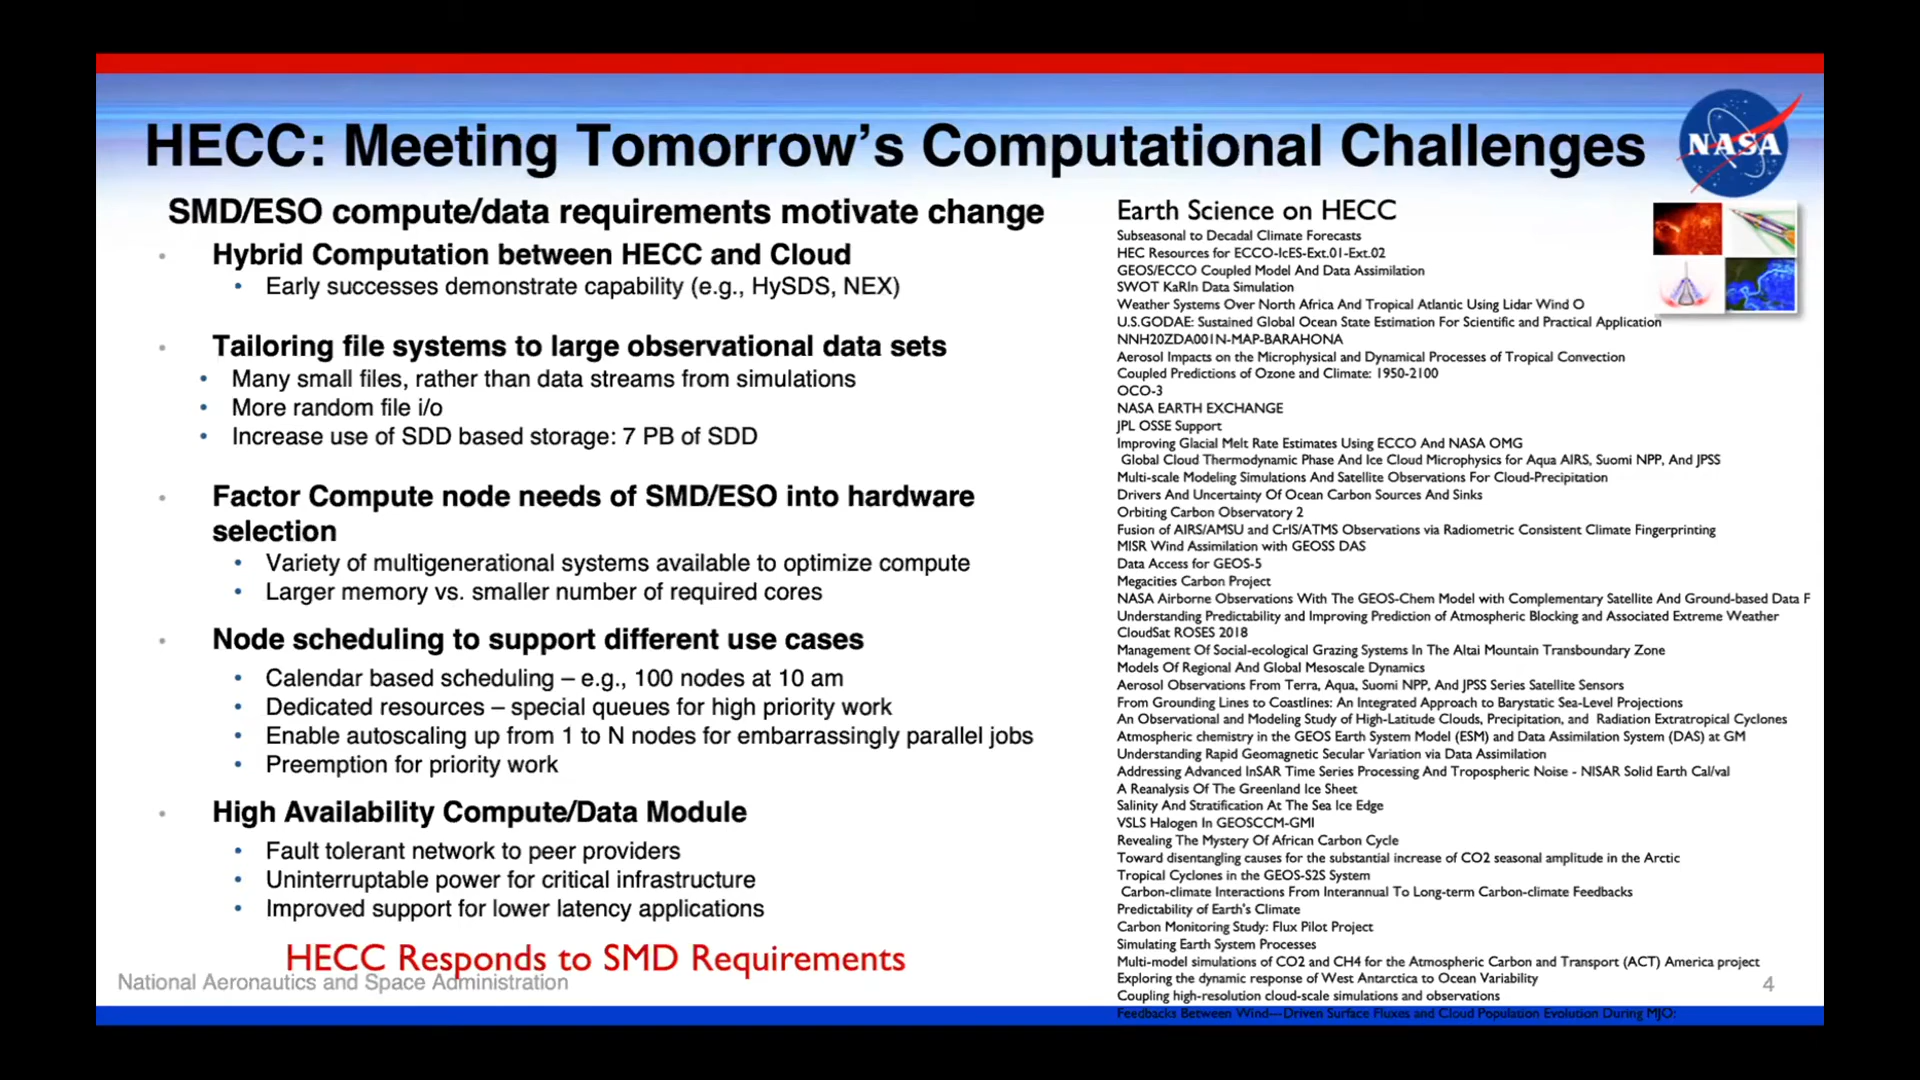 HECC: Meeting Tomorrow's Computational Challenges
NASA
SMD/ESO compute/data requirements motivate change
• Hybrid Computation between HECC and Cloud
• Early successes demonstrate capability (e.g., HySDS, NEX)
• Tailoring file systems to large observational data sets
• Many small files, rather than data streams from simulations
• More random file i/o
• Increase use of SDD based storage: 7 PB of SDD
• Factor Compute node needs of SMD/ESO into hardware
selection
• Variety of multigenerational systems available to optimize compute
• Larger memory vs. smaller number of required cores
• Node scheduling to support different use cases
• Calendar based scheduling – e.g., 100 nodes at 10 am
• Dedicated resources – special queues for high priority work
• Enable autoscaling up from 1 to N nodes for embarrassingly parallel jobs
• Preemption for priority work
• High Availability Compute/Data Module
• Fault tolerant network to peer providers
• Uninterruptable power for critical infrastructure
• Improved support for lower latency applications
HECC Responds to SMD Requirements
National Aeronautics and Space Administration
Earth Science on HECC
Subseasonal to Decadal Climate Forecasts
HEC Resources for ECCO-IcES-Ext.01-Ext.02
GEOS/ECCO Coupled Model And Data Assimilation
SWOT KaRIn Data Simulation
Weather Systems Over North Africa And Tropical Atlantic Using Lidar Wind O
U.S.GODAE: Sustained Global Ocean State Estimation For Scientific and Practical Application
NNH20ZDA001N-MAP-BARAHONA
Aerosol Impacts on the Microphysical and Dynamical Processes of Tropical Convection
Coupled Predictions of Ozone and Climate: 1950-2100
OCO-3
NASA EARTH EXCHANGE
JPL OSSE Support
Improving Glacial Melt Rate Estimates Using ECCO And NASA OMG
Global Cloud Thermodynamic Phase And Ice Cloud Microphysics for Aqua AIRS, Suomi NPP, And JPSS
Multi-scale Modeling Simulations And Satellite Observations For Cloud-Precipitation
Drivers And Uncertainty Of Ocean Carbon Sources And Sinks
Orbiting Carbon Observatory 2
Fusion of AIRS/AMSU and CrIS/ATMS Observations via Radiometric Consistent Climate Fingerprinting
MISR Wind Assimilation with GEOSS DAS
Data Access for GEOS-5
Megacities Carbon Project
NASA Airborne Observations With The GEOS-Chem Model with Complementary Satellite And Ground-based Data F
Understanding Predictability and Improving Prediction of Atmospheric Blocking and Associated Extreme Weather
CloudSat ROSES 2018
Management Of Social-ecological Grazing Systems In The Altai Mountain Transboundary Zone
Models Of Regional And Global Mesoscale Dynamics
Aerosol Observations From Terra, Aqua, Suomi NPP, And JPSS Series Satellite Sensors
From Grounding Lines to Coastlines: An Integrated Approach to Barystatic Sea-Level Projections
An Observational and Modeling Study of High-Latitude Clouds, Precipitation, and Radiation Extratropical Cyclones
Atmospheric chemistry in the GEOS Earth System Model (ESM) and Data Assimilation System (DAS) at GM
Understanding Rapid Geomagnetic Secular Variation via Data Assimilation
Addressing Advanced InSAR Time Series Processing And Tropospheric Noise - NISAR Solid Earth Cal/val
A Reanalysis Of The Greenland Ice Sheet
Salinity And Stratification At The Sea Ice Edge
VSLS Halogen In GEOSCCM-GMI
Revealing The Mystery Of African Carbon Cycle
Toward disentangling causes for the substantial increase of CO2 seasonal amplitude in the Arctic
Tropical Cyclones in the GEOS-S2S System
Carbon-climate Interactions From Interannual To Long-term Carbon-climate Feedbacks
Predictability of Earth's Climate
Carbon Monitoring Study: Flux Pilot Project
Simulating Earth System Processes
Multi-model simulations of CO2 and CH4 for the Atmospheric Carbon and Transport (ACT) America project
Exploring the dynamic response of West Antarctica to Ocean Variability
Coupling high-resolution cloud-scale simulations and observations
Feedbacks Between Wind—Driven Surface Fluxes and Cloud Population Evolution During MJO:
4